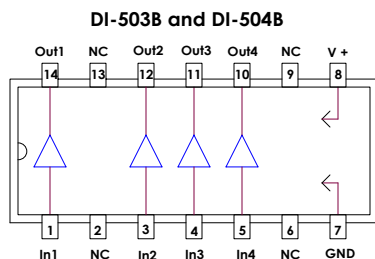 DI-503B and DI-504B
Out1 NC Out2 Out3 Out4 NC V +
14 13 12 11 10 9 8
1 2 3 4 5 6 7
In1 NC In2 In3 In4 NC GND